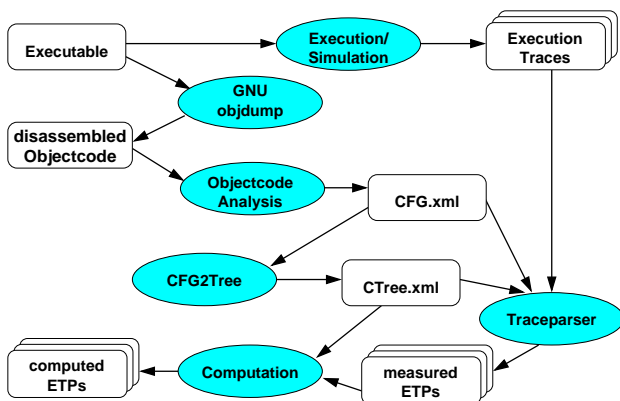 Executable
Execution/
Simulation
Execution
Traces
GNU
objdump
disassembled
Objectcode
Objectcode
Analysis
CFG.xml
CFG2Tree
CTree.xml
Traceparser
computed
ETPs
Computation
measured
ETPs